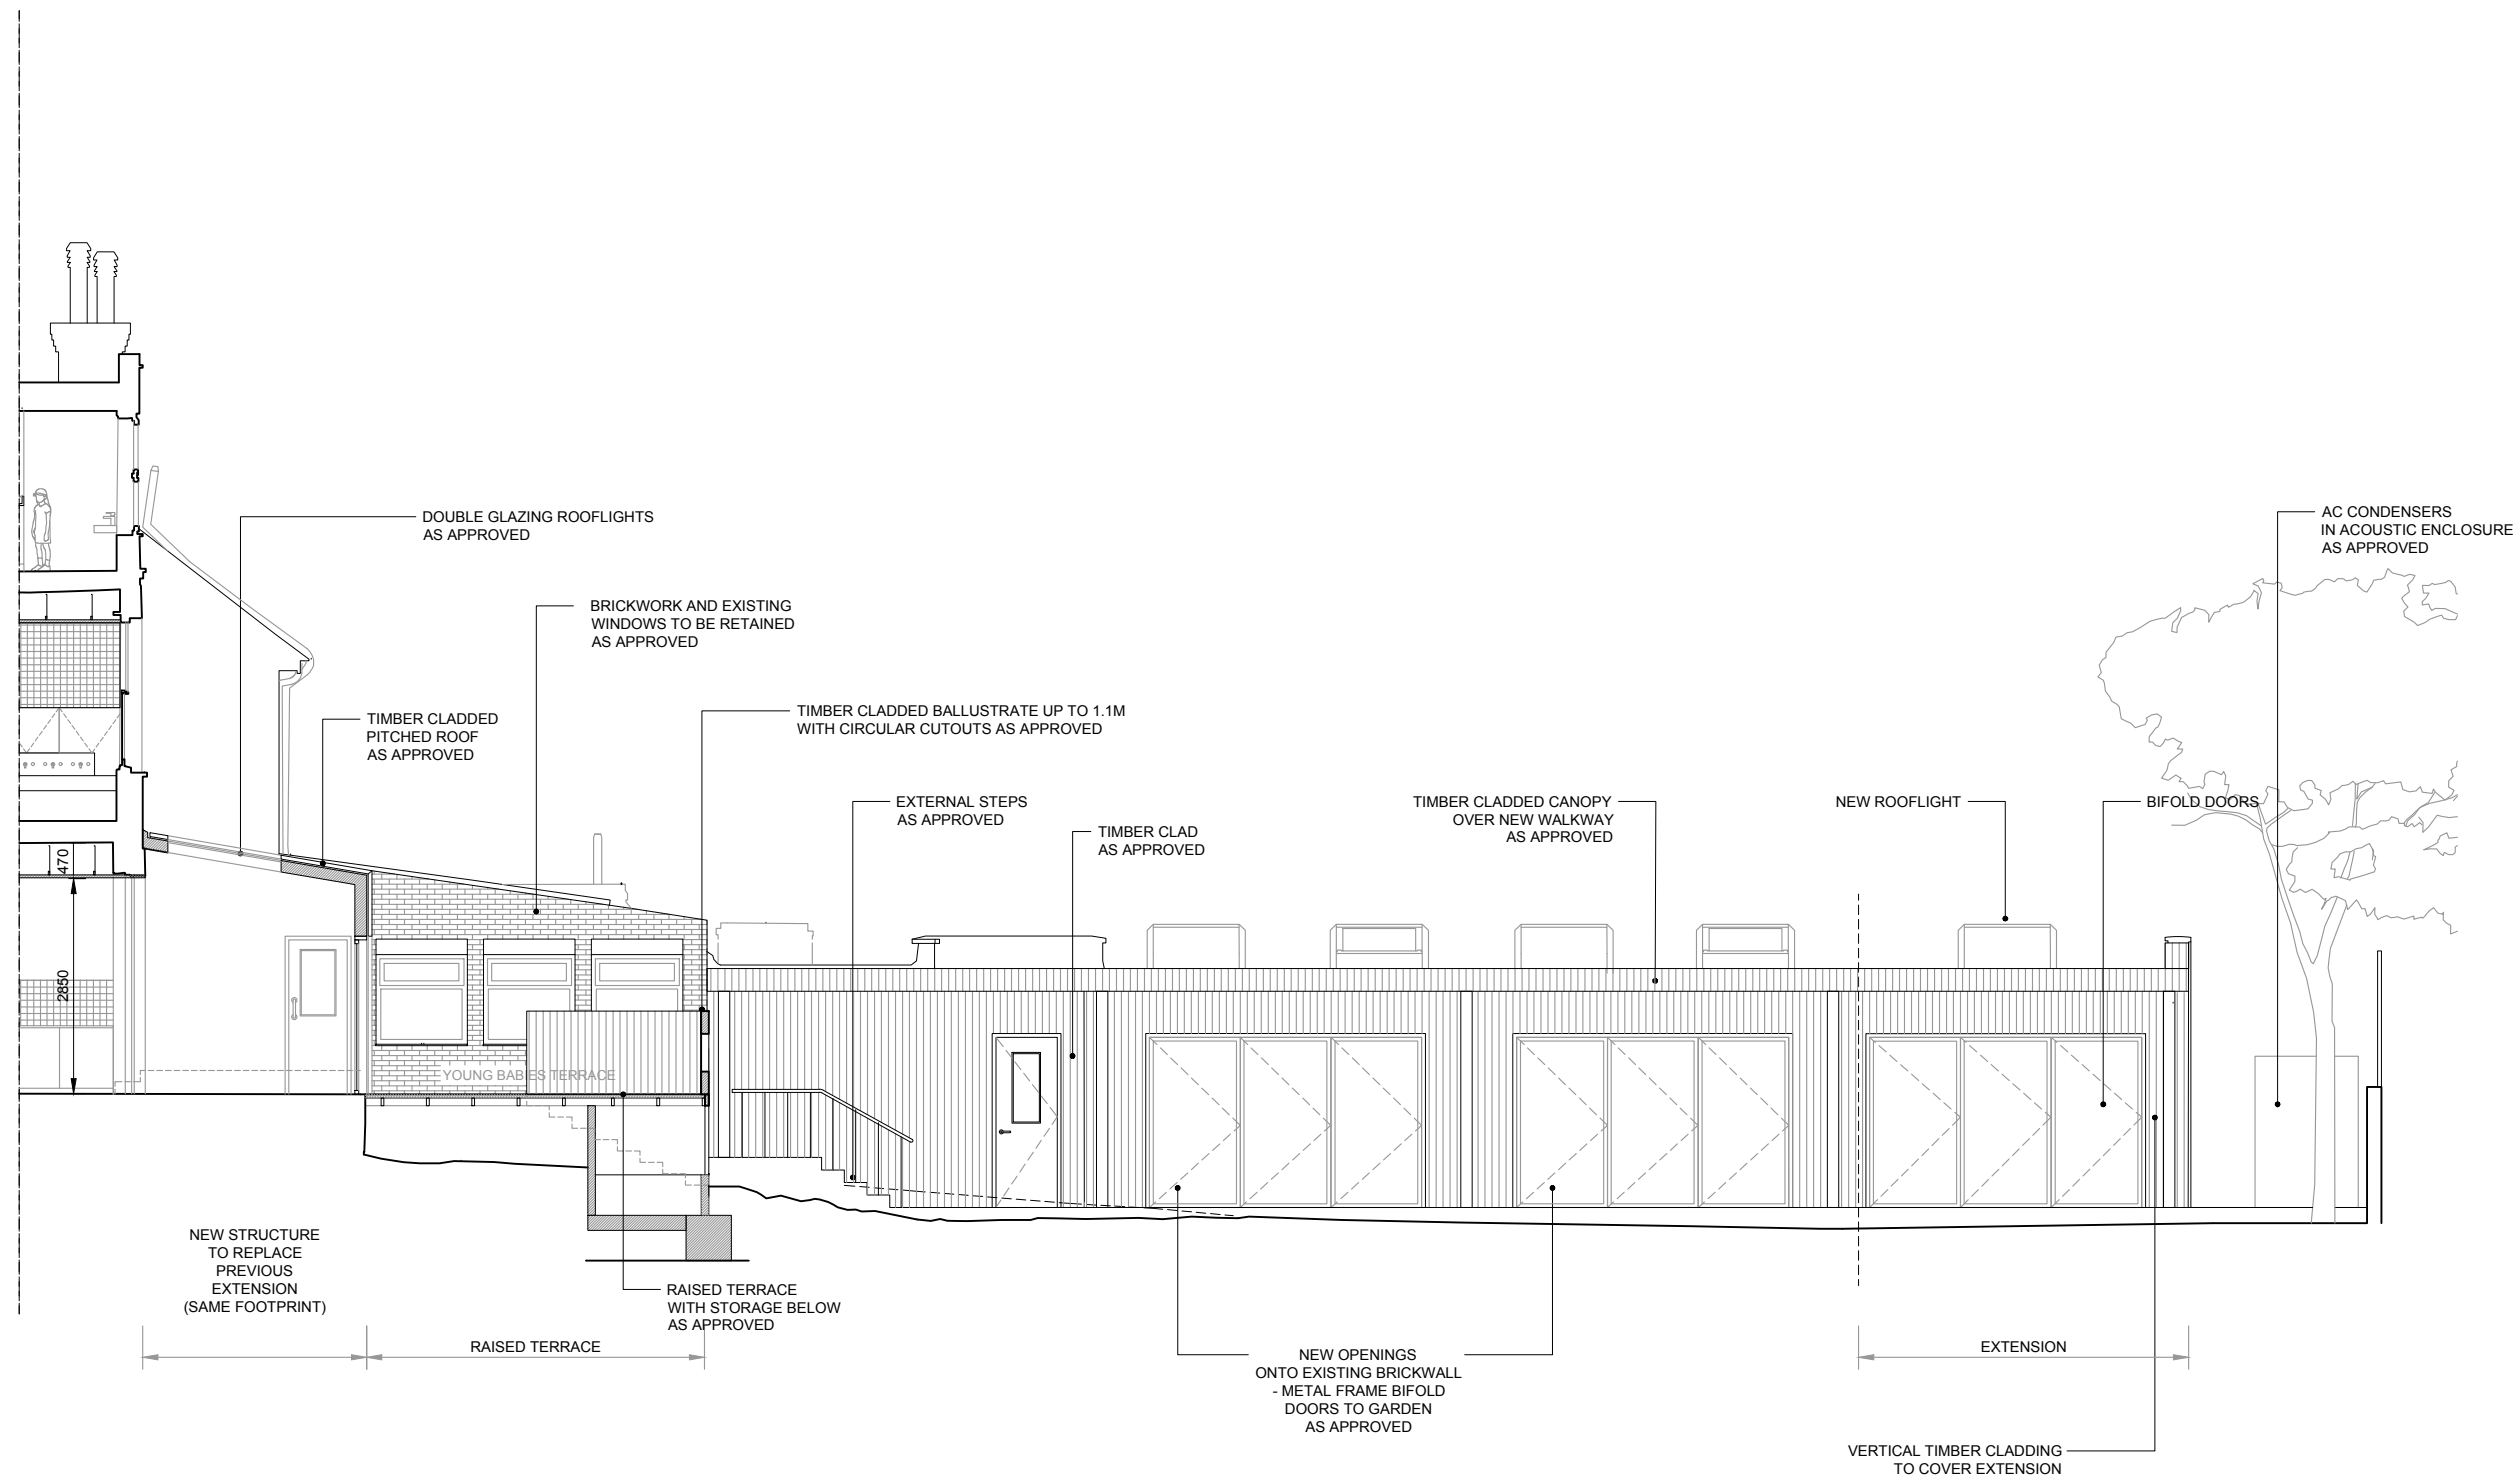 DOUBLE GLAZING ROOFLIGHTS
AS APPROVED
AC CONDENSERS
IN ACOUSTIC ENCLOSURE
AS APPROVED
BRICKWORK AND EXISTING
WINDOWS TO BE RETAINED
AS APPROVED
TIMBER CLADDED
PITCHED ROOF
AS APPROVED
TIMBER CLADDED BALLUSTRATE UP TO 1.1M
WITH CIRCULAR CUTOUTS AS APPROVED
EXTERNAL STEPS
AS APPROVED
TIMBER CLAD
AS APPROVED
TIMBER CLADDED CANOPY
OVER NEW WALKWAY
AS APPROVED
NEW ROOFLIGHT
BIFOLD DOORS
470
2850
YOUNG BABIES TERRACE
NEW STRUCTURE
TO REPLACE
PREVIOUS
EXTENSION
(SAME FOOTPRINT)
RAISED TERRACE
WITH STORAGE BELOW
AS APPROVED
RAISED TERRACE
NEW OPENINGS
ONTO EXISTING BRICKWALL
- METAL FRAME BIFOLD
DOORS TO GARDEN
AS APPROVED
EXTENSION
VERTICAL TIMBER CLADDING
TO COVER EXTENSION